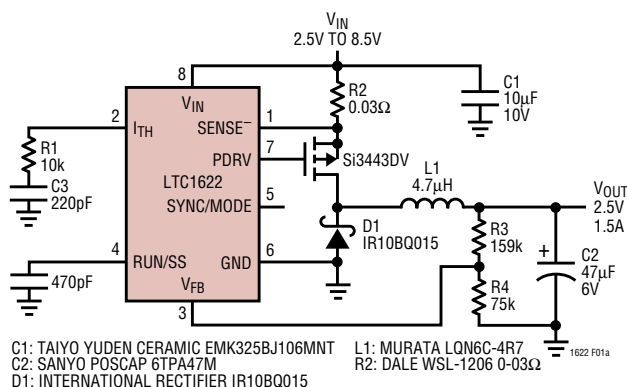 VIN
2.5V TO 8.5V
8
VIN
R2
0.03Ω
C1
10µF
10V
2
ITH
SENSE–
1
R1
10k
PDRV
7
Si3443DV
C3
220pF
LTC1622
L1
4.7µH
SYNC/MODE
5
VOUT
2.5V
1.5A
D1
IR10BQ015
R3
159k
4
RUN/SS
GND
6
+
C2
47µF
6V
470pF
VFB
R4
75k
3
1622 F01a
C1: TAIYO YUDEN CERAMIC EMK325BJ106MNT
C2: SANYO POSCAP 6TPA47M
D1: INTERNATIONAL RECTIFIER IR10BQ015
L1: MURATA LQN6C-4R7
R2: DALE WSL-1206 0-03Ω